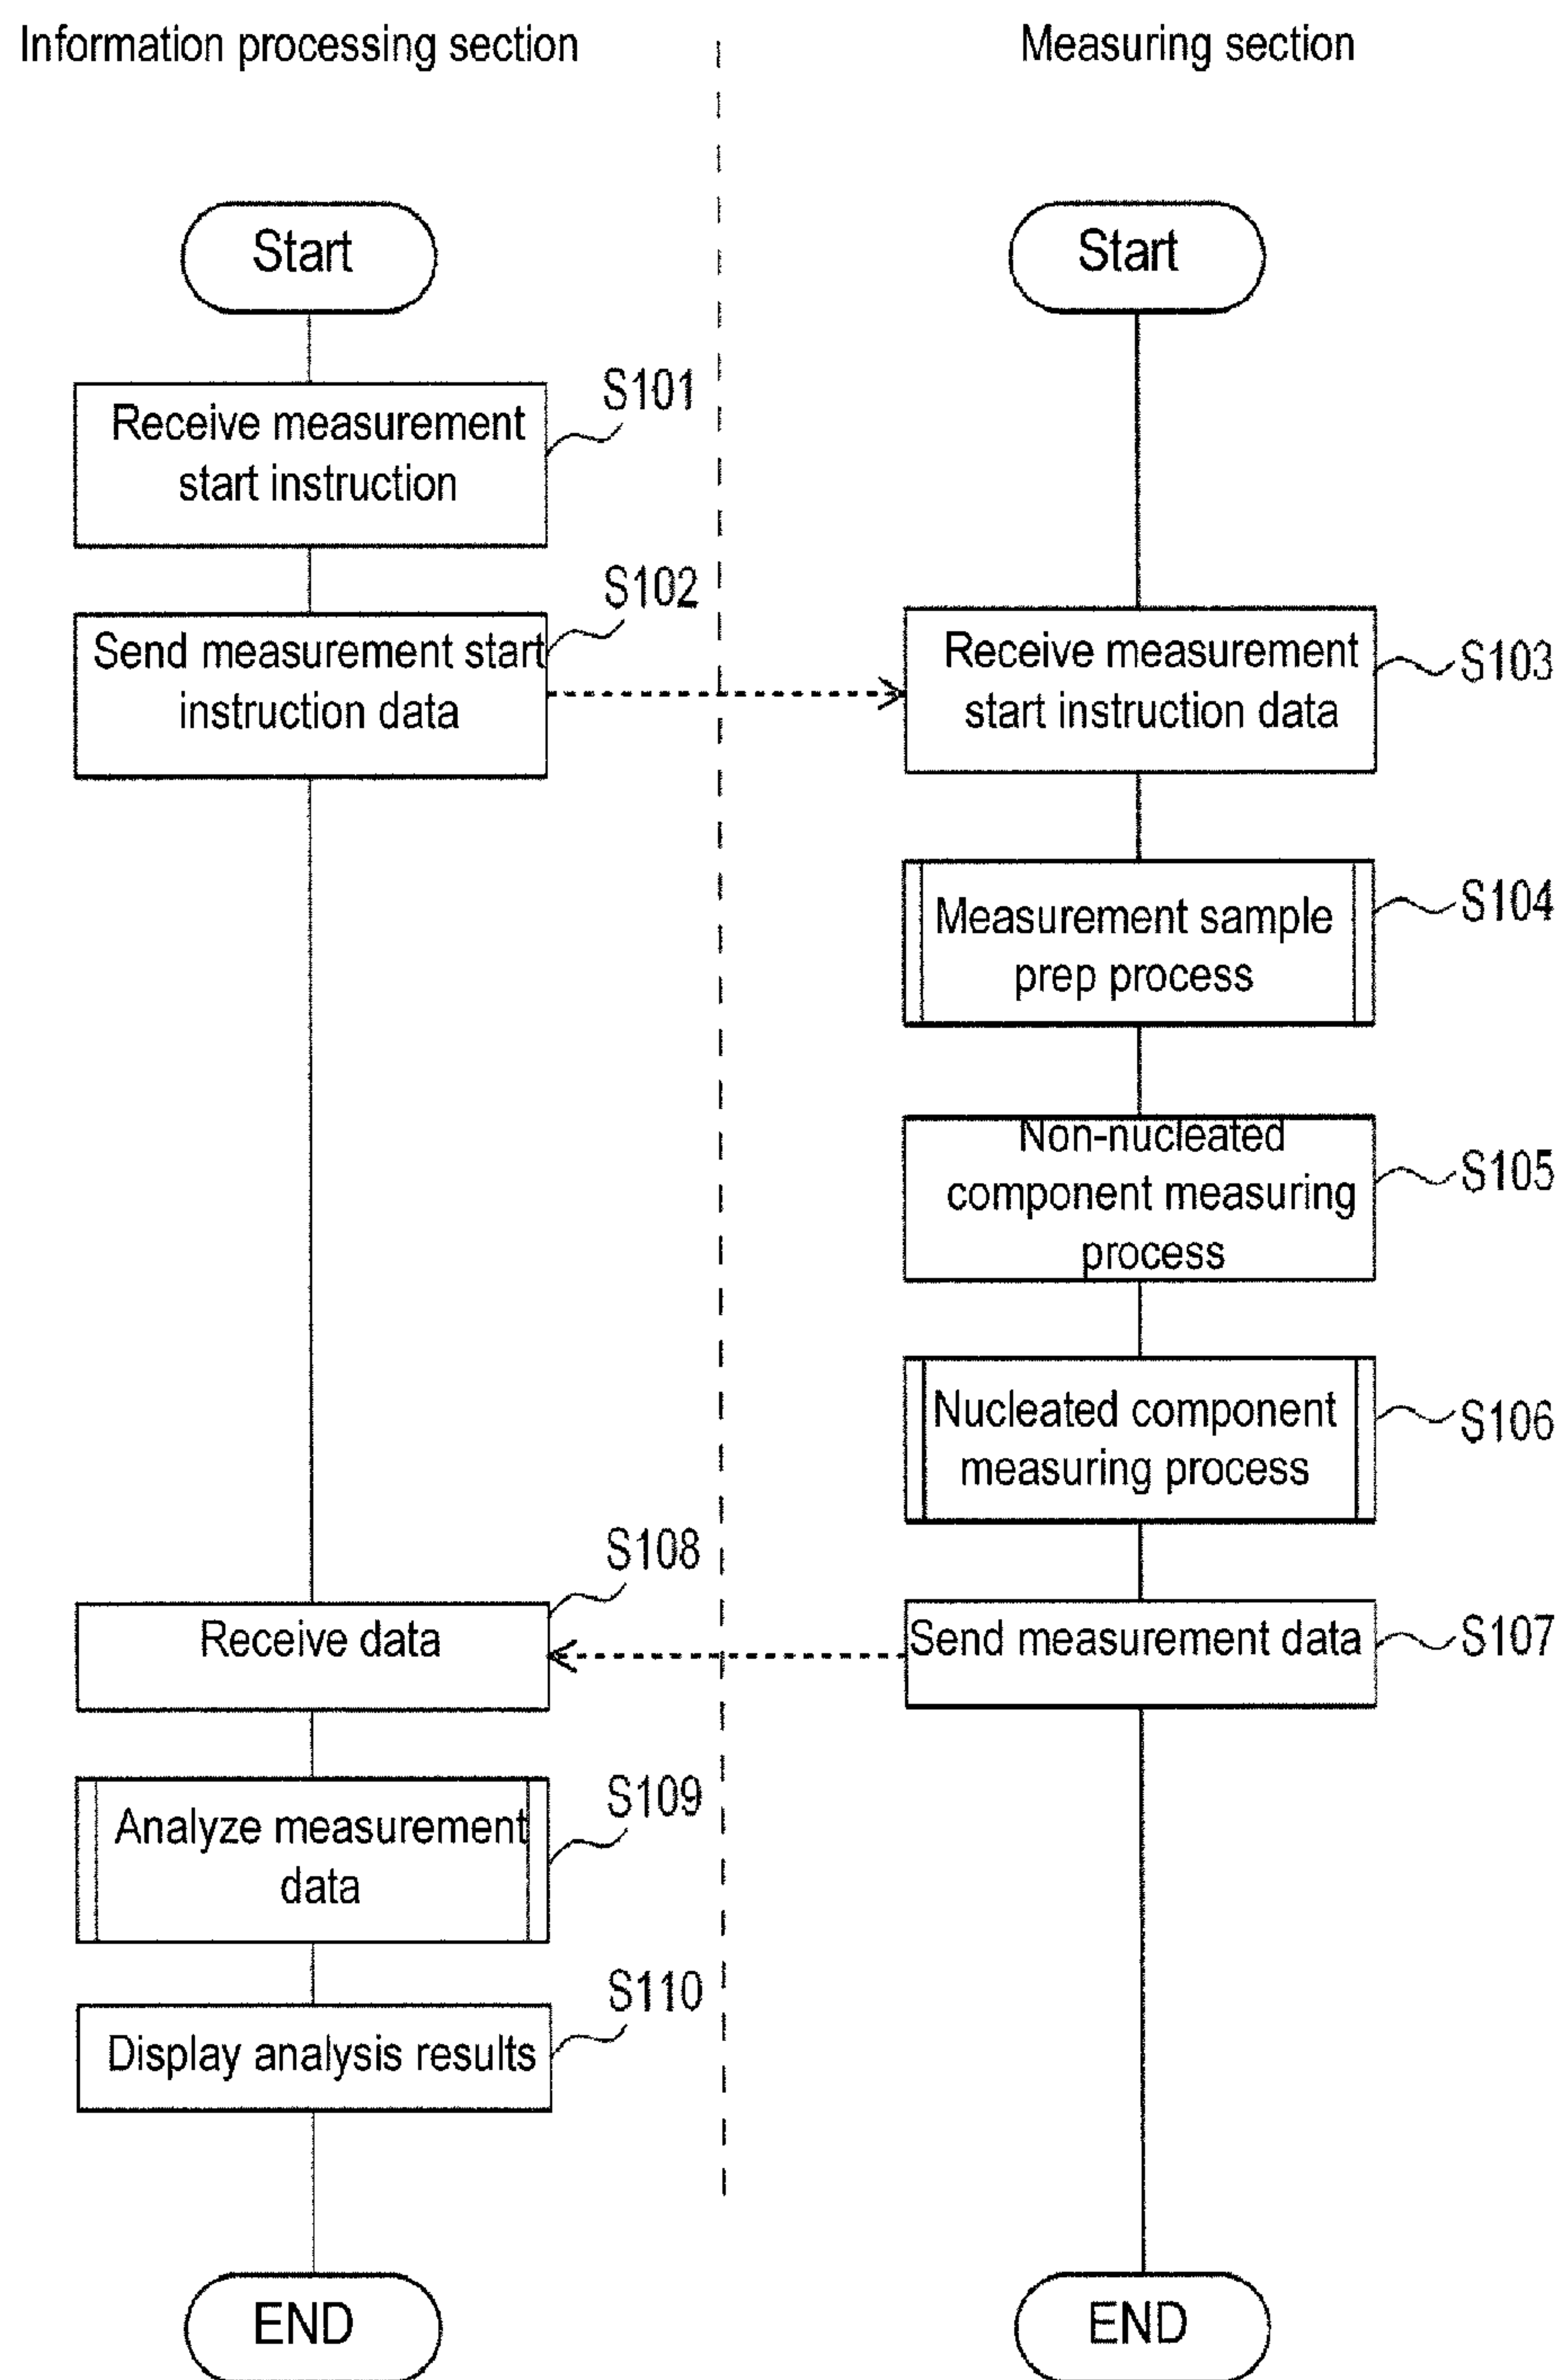 Information processing section
Measuring section
Start
Start
Receive measurement
start instruction
S101
Send measurement start
instruction data
S102
Receive measurement
start instruction data
S103
Measurement sample
prep process
S104
Non-nucleated
component measuring
process
S105
Nucleated component
measuring process
S106
Send measurement data
S107
Receive data
S108
Analyze measurement
data
S109
Display analysis results
S110
END
END